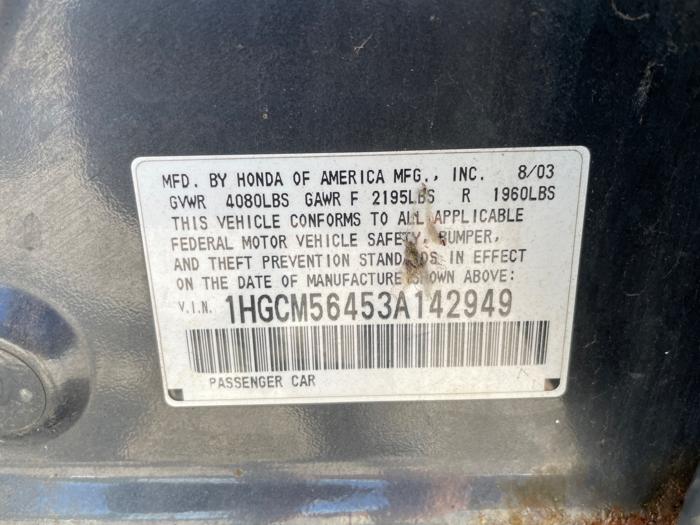 MFD. BY HONDA OF AMERICA MFG., INC. 8/03
GVWR 4080LBS GAWR F 2195LBS R 1960LBS
THIS VEHICLE CONFORMS TO ALL APPLICABLE
FEDERAL MOTOR VEHICLE SAFETY, BUMPER,
AND THEFT PREVENTION STANDARDS IN EFFECT
ON THE DATE OF MANUFACTURE SHOWN ABOVE:
V.I.N. 1HGCM56453A142949
PASSENGER CAR A